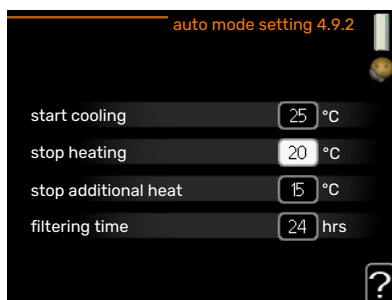 auto mode setting 4.9.2
start cooling 25 °C
stop heating 20 °C
stop additional heat 15 °C
filtering time 24 hrs
?